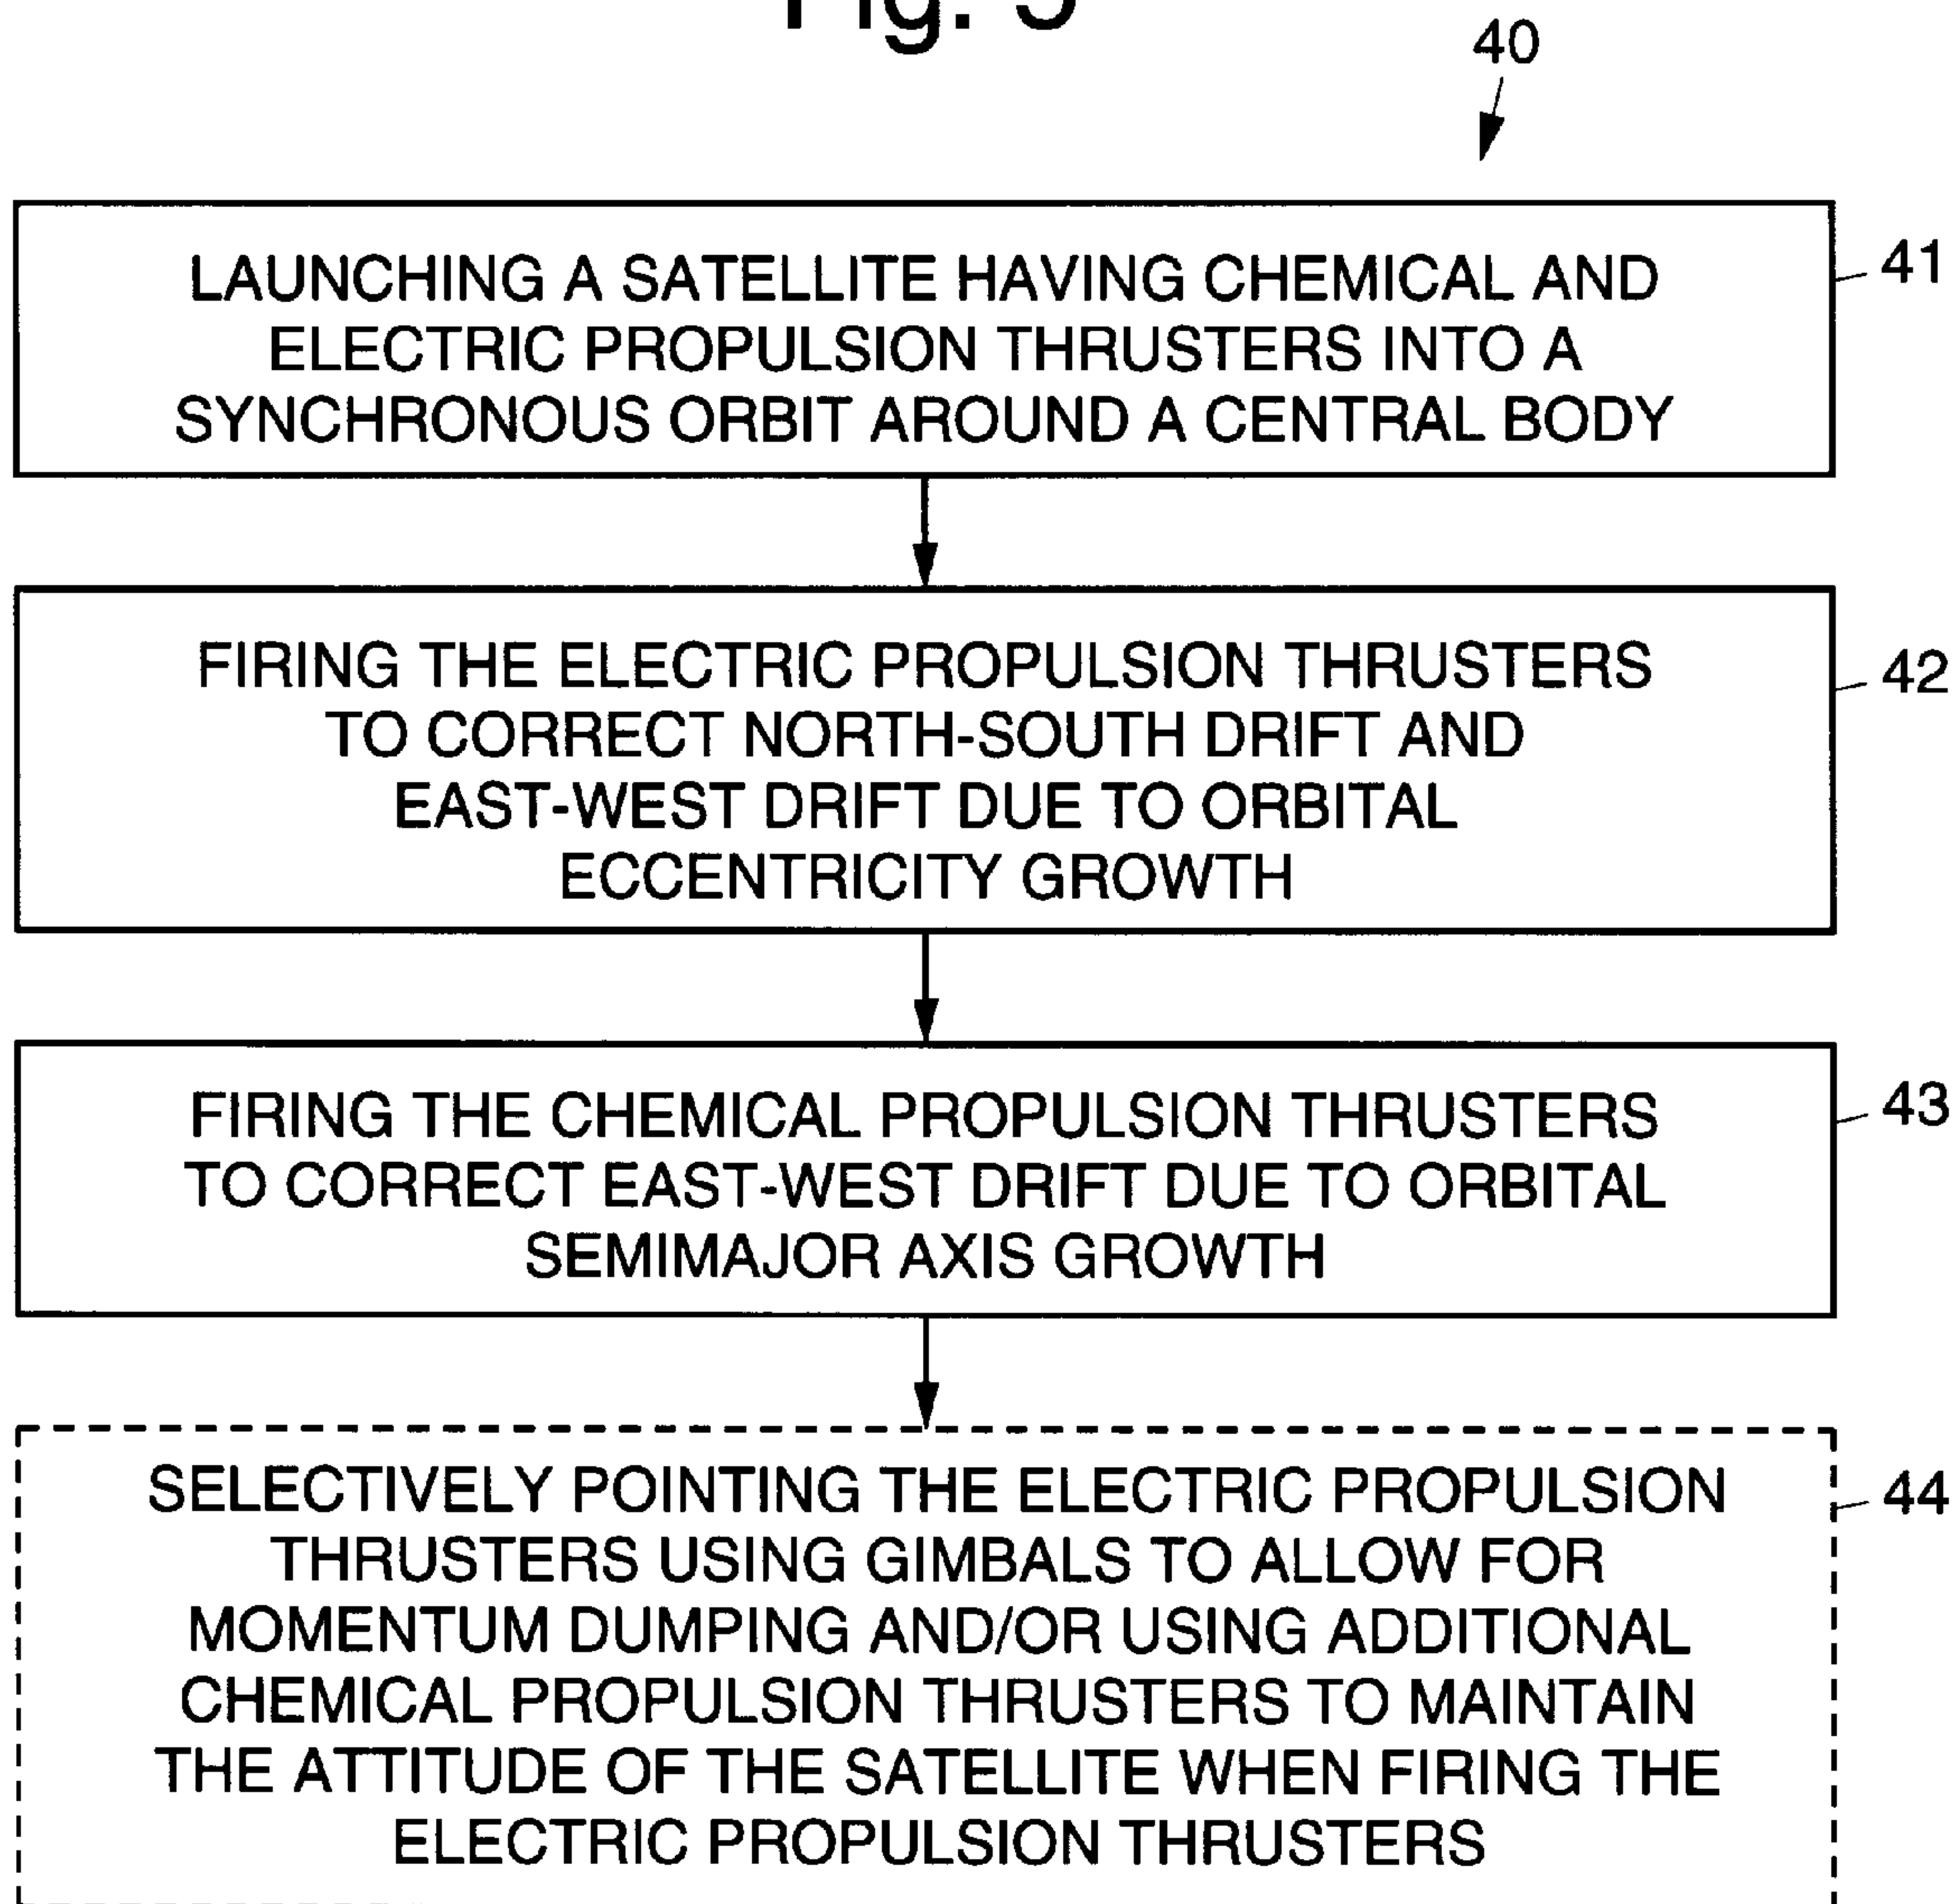 Fig.
40
LAUNCHING A SATELLITE HAVING CHEMICAL AND
ELECTRIC PROPULSION THRUSTERS INTO A
SYNCHRONOUS ORBIT AROUND A CENTRAL BODY
41
FIRING THE ELECTRIC PROPULSION THRUSTERS
TO CORRECT NORTH-SOUTH DRIFT AND
EAST-WEST DRIFT DUE TO ORBITAL
ECCENTRICITY GROWTH
42
FIRING THE CHEMICAL PROPULSION THRUSTERS
TO CORRECT EAST-WEST DRIFT DUE TO ORBITAL
SEMIMAJOR AXIS GROWTH
43
SELECTIVELY POINTING THE ELECTRIC PROPULSION
THRUSTERS USING GIMBALS TO ALLOW FOR
MOMENTUM DUMPING AND/OR USING ADDITIONAL
CHEMICAL PROPULSION THRUSTERS TO MAINTAIN
THE ATTITUDE OF THE SATELLITE WHEN FIRING THE
ELECTRIC PROPULSION THRUSTERS
44